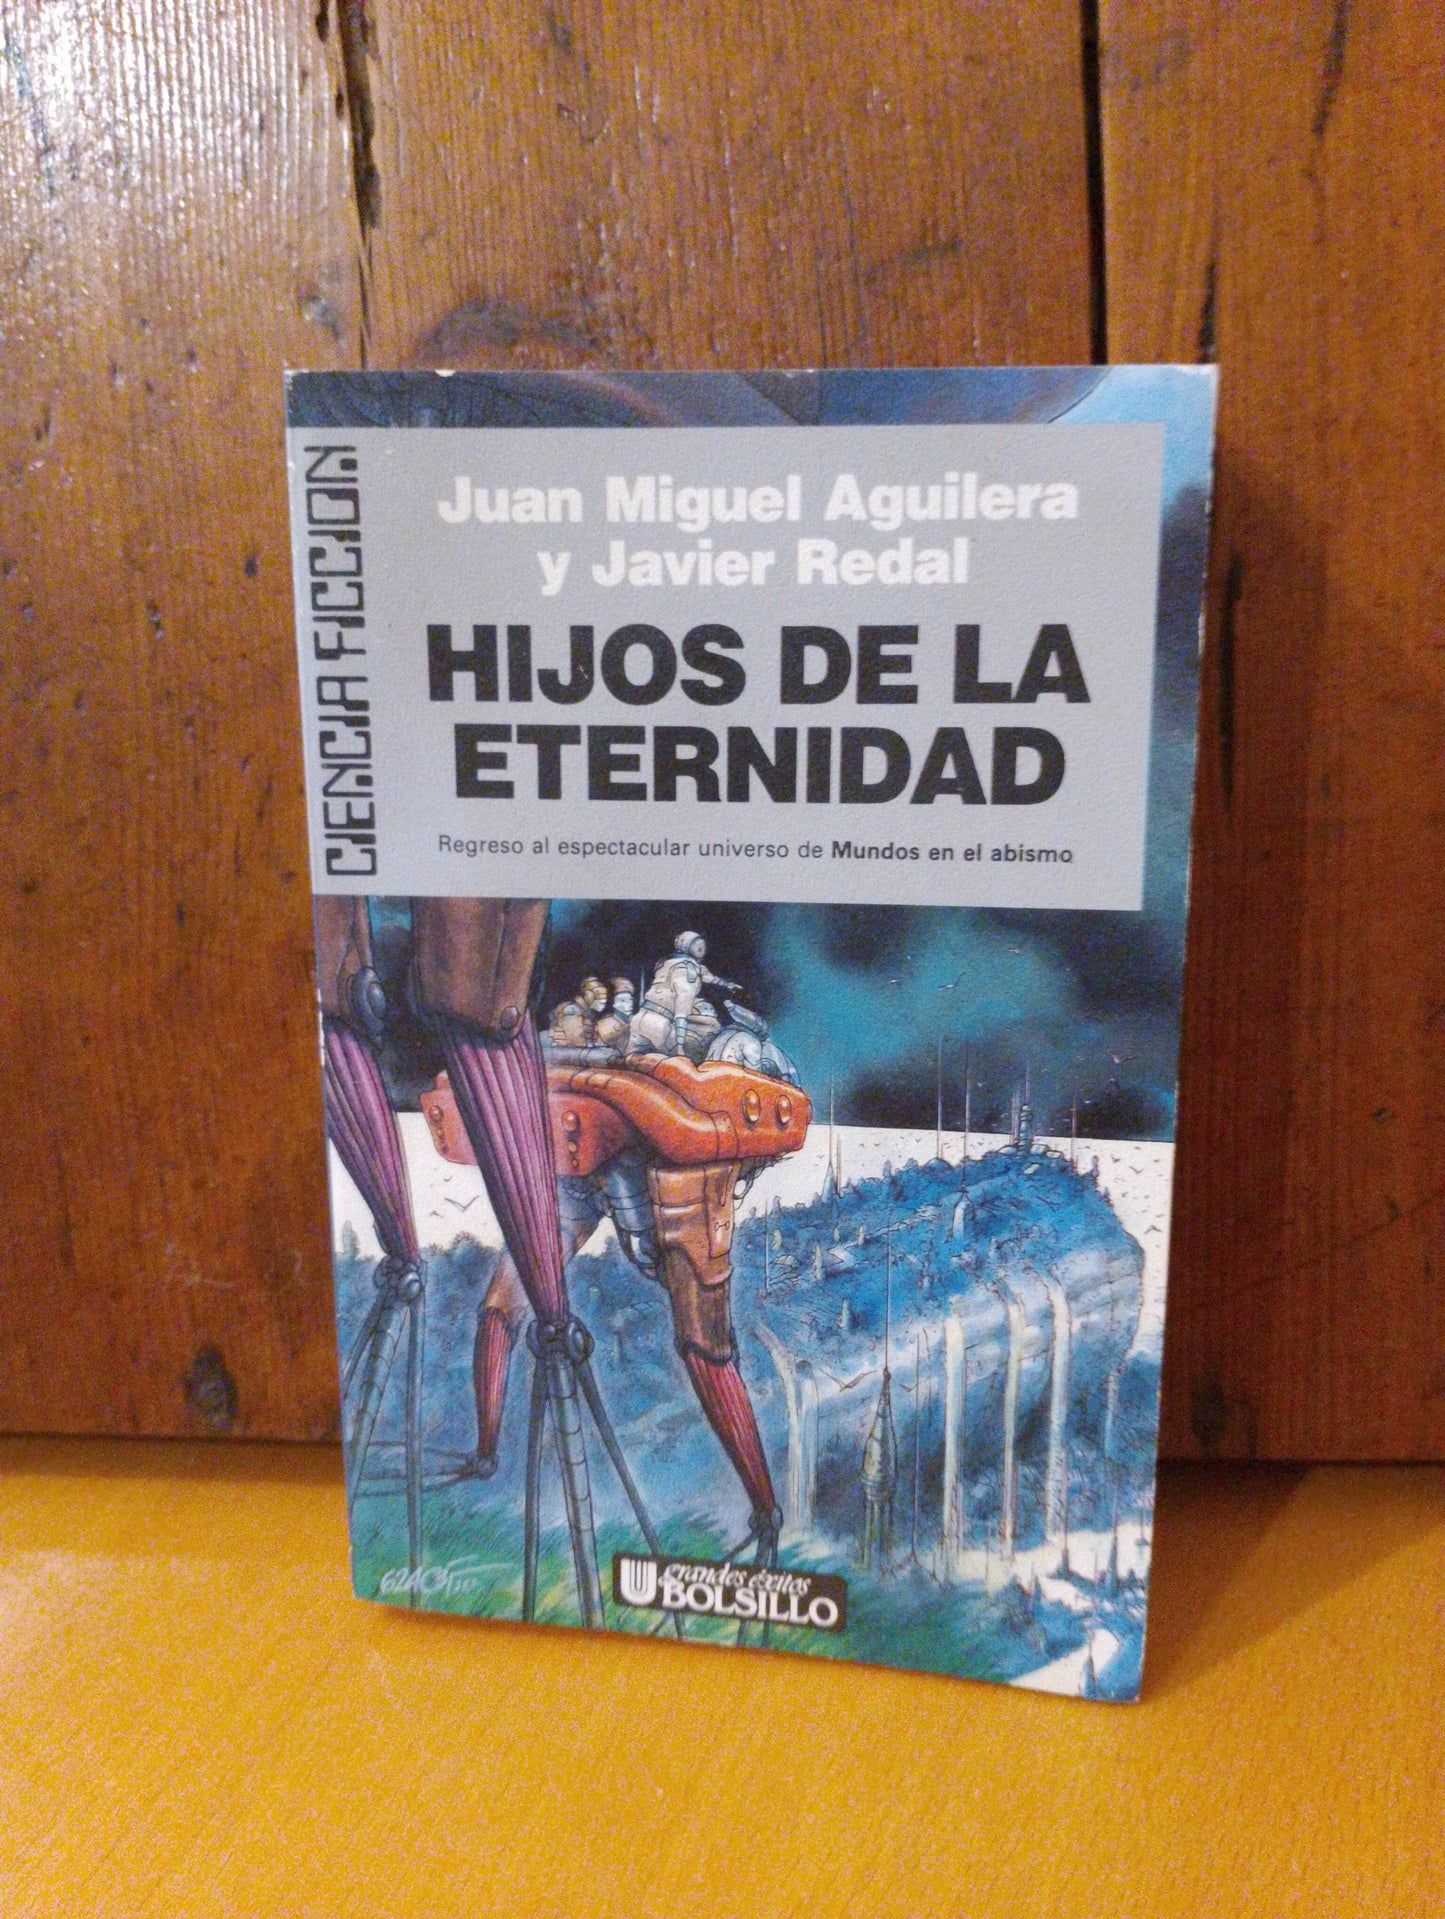 CIENCIA FICCION
Juan Miguel Aguilera
y Javier Redal
HIJOS DE LA
ETERNIDAD
Regreso al espectacular universo de Mundos en el abismo
grandes éxitos
BOLSILLO